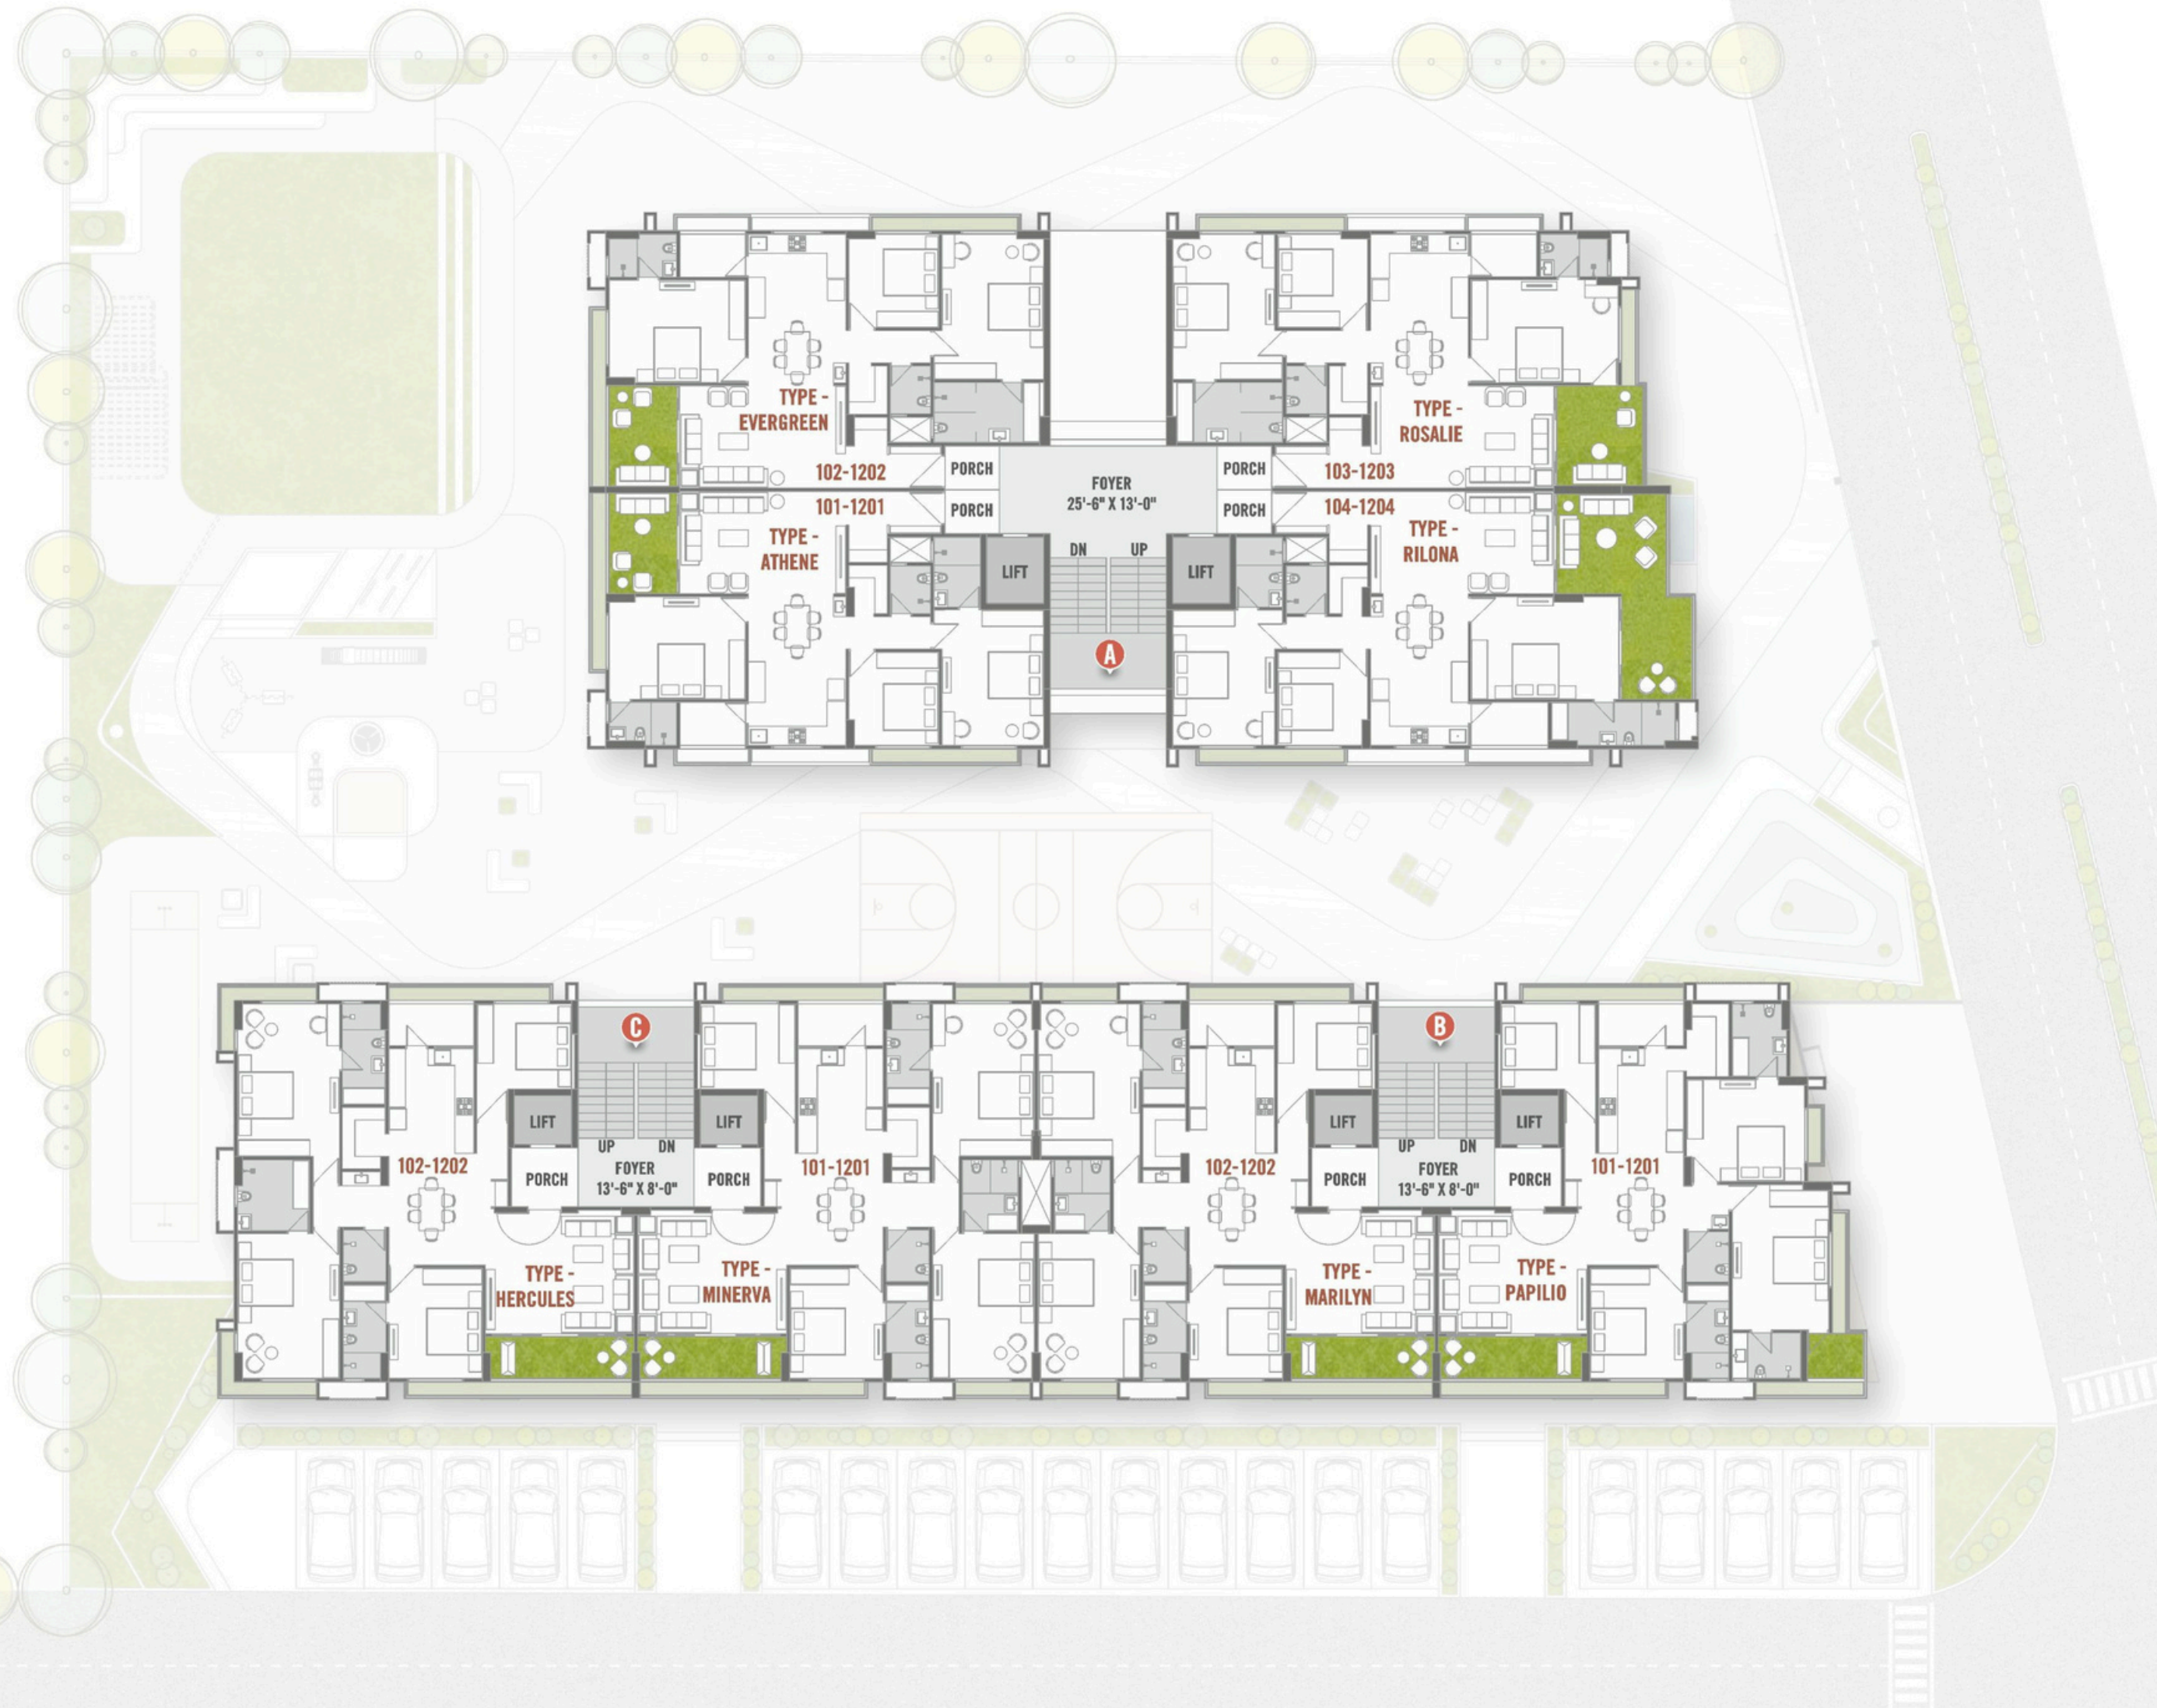 TYPE -
EVERGREEN
102-1202
PORCH
FOYER
25'-6" X 13'-0"
PORCH
103-1203
TYPE -
ROSALIE
101-1201
PORCH
PORCH
104-1204
TYPE -
ATHENE
LIFT
DN
UP
LIFT
TYPE -
RILONA
A
C
LIFT
LIFT
UP
DN
102-1202
PORCH
FOYER
13'-6" X 8'-0"
PORCH
101-1201
TYPE -
HERCULES
TYPE -
MINERVA
B
LIFT
LIFT
UP
DN
102-1202
PORCH
FOYER
13'-6" X 8'-0"
PORCH
101-1201
TYPE -
MARILYN
TYPE -
PAPILIO